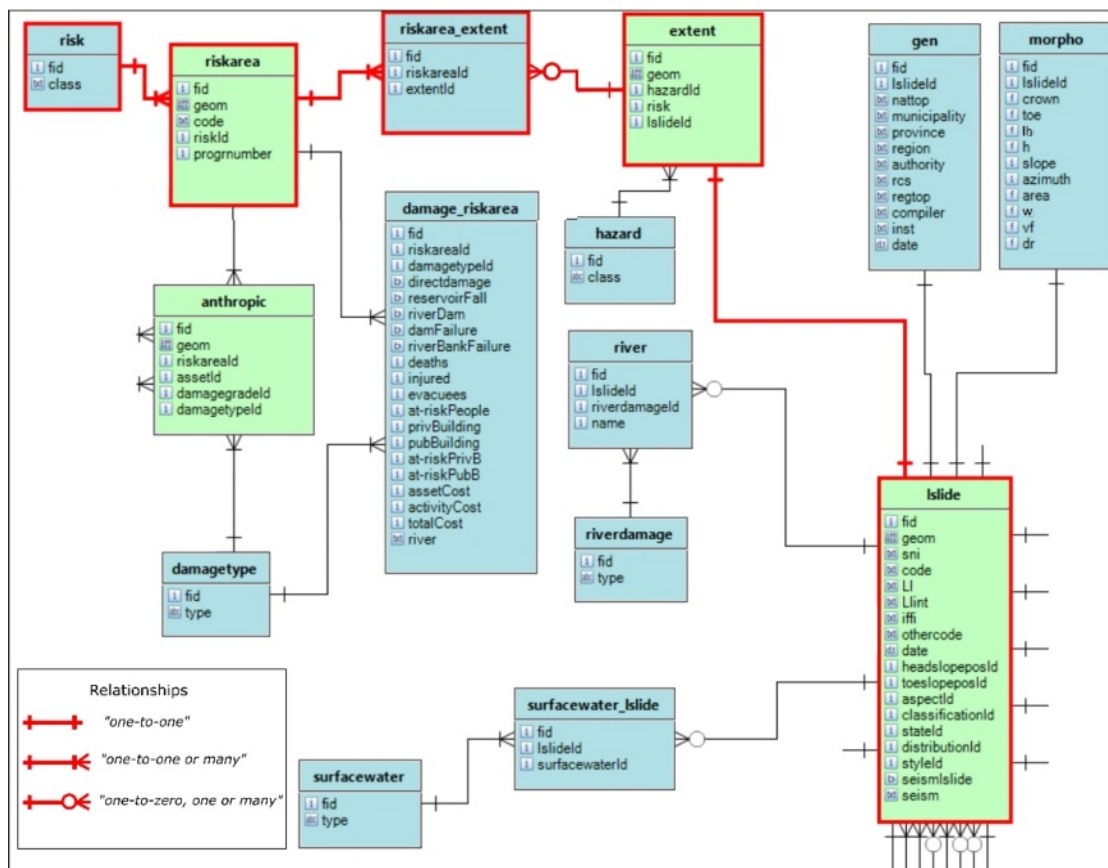 risk
fid
class
riskarea
fid
geom
code
riskId
progrnumber
riskarea_extent
fid
riskareaId
extentId
extent
fid
geom
hazardId
risk
lslideId
gen
fid
lslideId
nattop
municipality
province
region
authority
rcs
regtop
compiler
inst
date
morpho
fid
lslideId
crown
toe
lh
h
slope
azimuth
area
w
vf
dr
damage_riskarea
fid
riskareaId
damagetypeId
directdamage
reservoirFall
riverDam
damFailure
riverBankFailure
deaths
injured
evacuees
at-riskPeople
privBuilding
pubBuilding
at-riskPrivB
at-riskPubB
assetCost
activityCost
totalCost
river
hazard
fid
class
anthropic
fid
geom
riskareaId
assetId
damagegradeId
damagetypeId
river
fid
lslideId
riverdamageId
name
lslide
fid
geom
sni
code
LI
LIint
iffi
othercode
date
headslopeposId
toeslopeposId
aspectId
classificationId
stateId
distributionId
styleId
seismlslide
seism
riverdamage
fid
type
damagetype
fid
type
Relationships
"one-to-one"
"one-to-one or many"
"one-to-zero, one or many"
surfacewater_lslide
fid
lslideId
surfacewaterId
surfacewater
fid
type